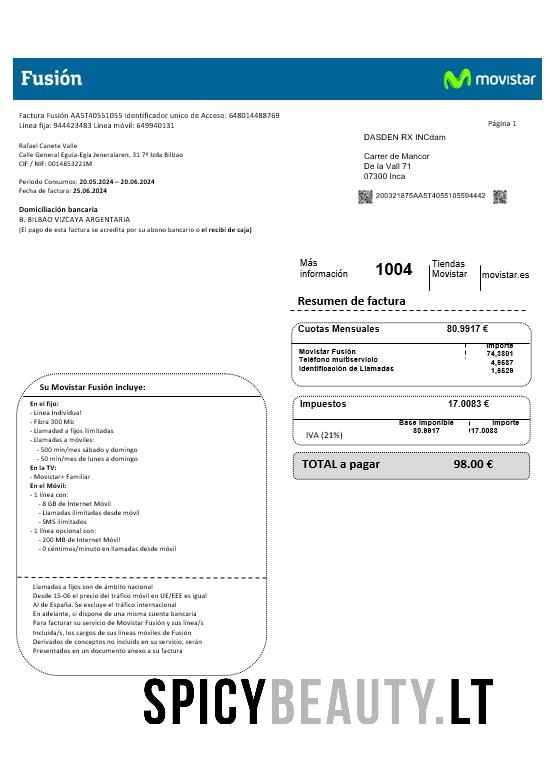 Fusión
movistar
Factura Fusión AA5T40551055 Identificador unico de Acceso: 648014488769
Línea fija: 944423483 Línea móvil: 649940131
Página 1
DASDEN RX INCdam
Rafael Canete Valle
Calle General Eguia-Egia Jeneralaren, 31 7º Izda Bilbao
CIF / NIF: 0014853221M
Carrer de Mancor
De la Vall 71
07300 Inca
Periodo Consumos: 20.05.2024 – 20.06.2024
Fecha de factura: 25.06.2024
200321875AA5T4055105594442
Domiciliación bancaria
B. BILBAO VIZCAYA ARGENTARIA
(El pago de esta factura se acredita por su abono bancario o el recibi de caja)
Más información
1004
Tiendas Movistar
movistar.es
Resumen de factura
Cuotas Mensuales 80.9917 €
Importe
Movistar Fusión 74,3801
Teléfono multiservicio 4,9587
Identificación de Llamadas 1,6529
Impuestos 17.0083 €
Base Imponible Importe
80.9917 17.0083
IVA (21%)
TOTAL a pagar 98.00 €
Su Movistar Fusión incluye:
En el fijo:
- Línea Individual
- Fibra 300 Mb
- Llamadad a fijos ilimitadas
- Llamadas a móviles:
- 500 min/mes sábado y domingo
- 50 min/mes de lunes a domingo
En la TV:
- Movistar+ Familiar
En el Móvil:
- 1 línea con:
- 8 GB de Internet Móvil
- Llamadas ilimitadas desde móvil
- SMS ilimitados
- 1 línea opcional con:
- 200 MB de Internet Móvil
- 0 céntimos/minuto en llamadas desde móvil
Llamadas a fijos son de ámbito nacional
Desde 15-06 el precio del tráfico móvil en UE/EEE es igual
Al de España. Se excluye el tráfico internacional
En adelante, si dispone de una misma cuenta bancaria
Para facturar su servicio de Movistar Fusión y sus línea/s
Incluida/s, los cargos de sus líneas móviles de Fusión
Derivados de conceptos no incluids en su servicio, serán
Presentados en un documento anexo a su factura
SPICYBEAUTY.LT